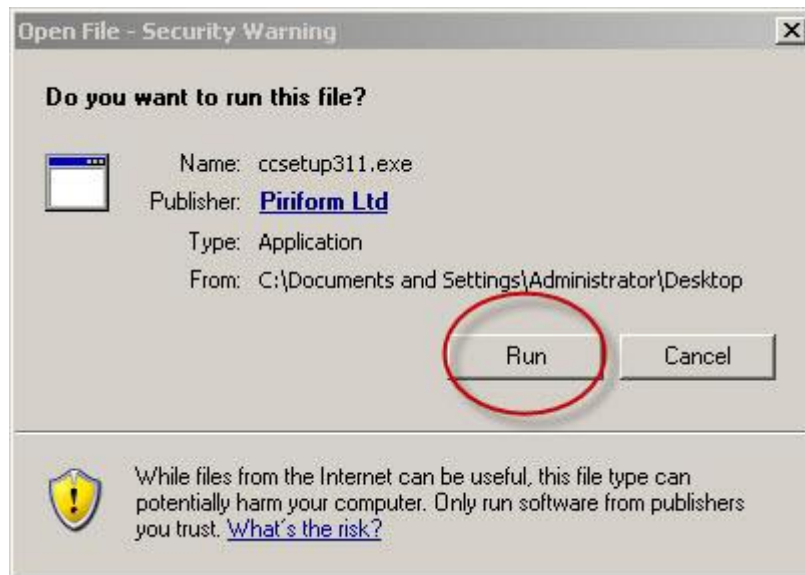 Open File - Security Warning
Do you want to run this file?
Name: ccsetup311.exe
Publisher: Piriform Ltd
Type: Application
From: C:\Documents and Settings\Administrator\Desktop
Run Cancel
While files from the Internet can be useful, this file type can
potentially harm your computer. Only run software from publishers
you trust. What's the risk?